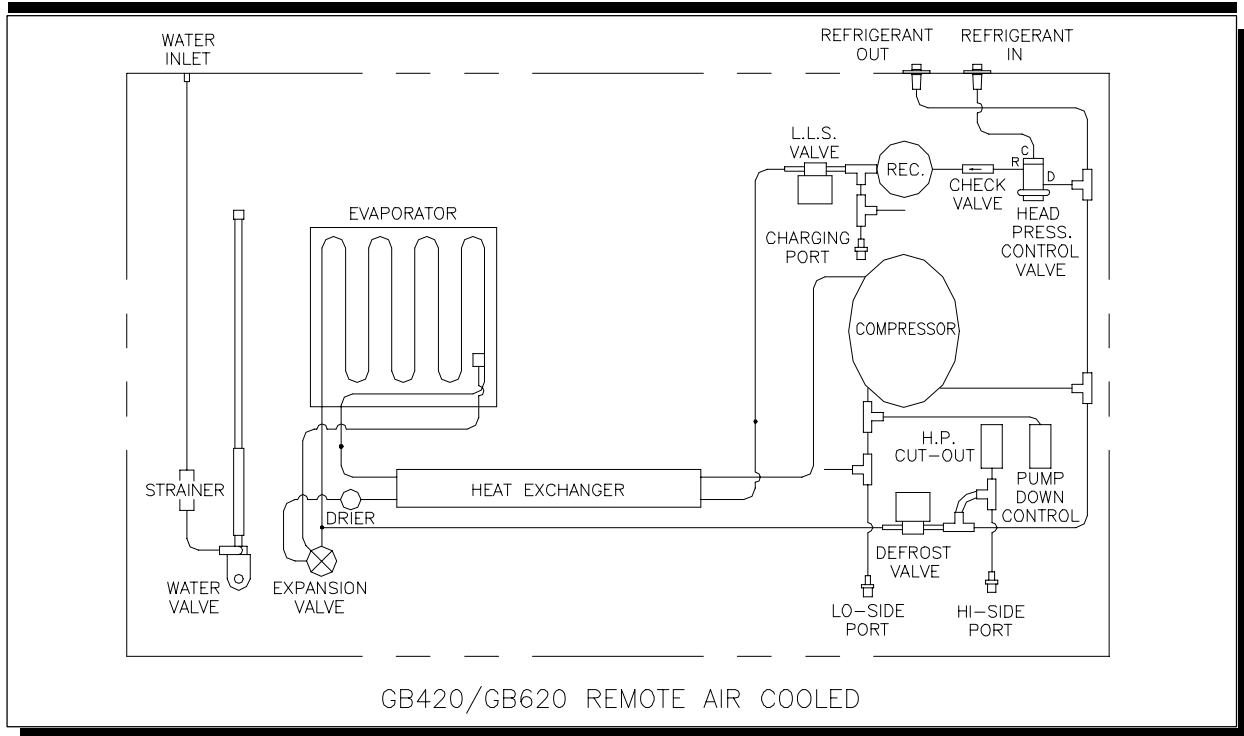 WATER
INLET
REFRIGERANT
OUT
REFRIGERANT
IN
L.L.S.
VALVE
REC.
C
R
D
CHECK
VALVE
HEAD
PRESS.
CONTROL
VALVE
CHARGING
PORT
EVAPORATOR
COMPRESSOR
H.P.
CUT-OUT
PUMP
DOWN
CONTROL
STRAINER
HEAT EXCHANGER
DRIER
DEFROST
VALVE
WATER
VALVE
EXPANSION
VALVE
LO-SIDE
PORT
HI-SIDE
PORT
GB420/GB620 REMOTE AIR COOLED